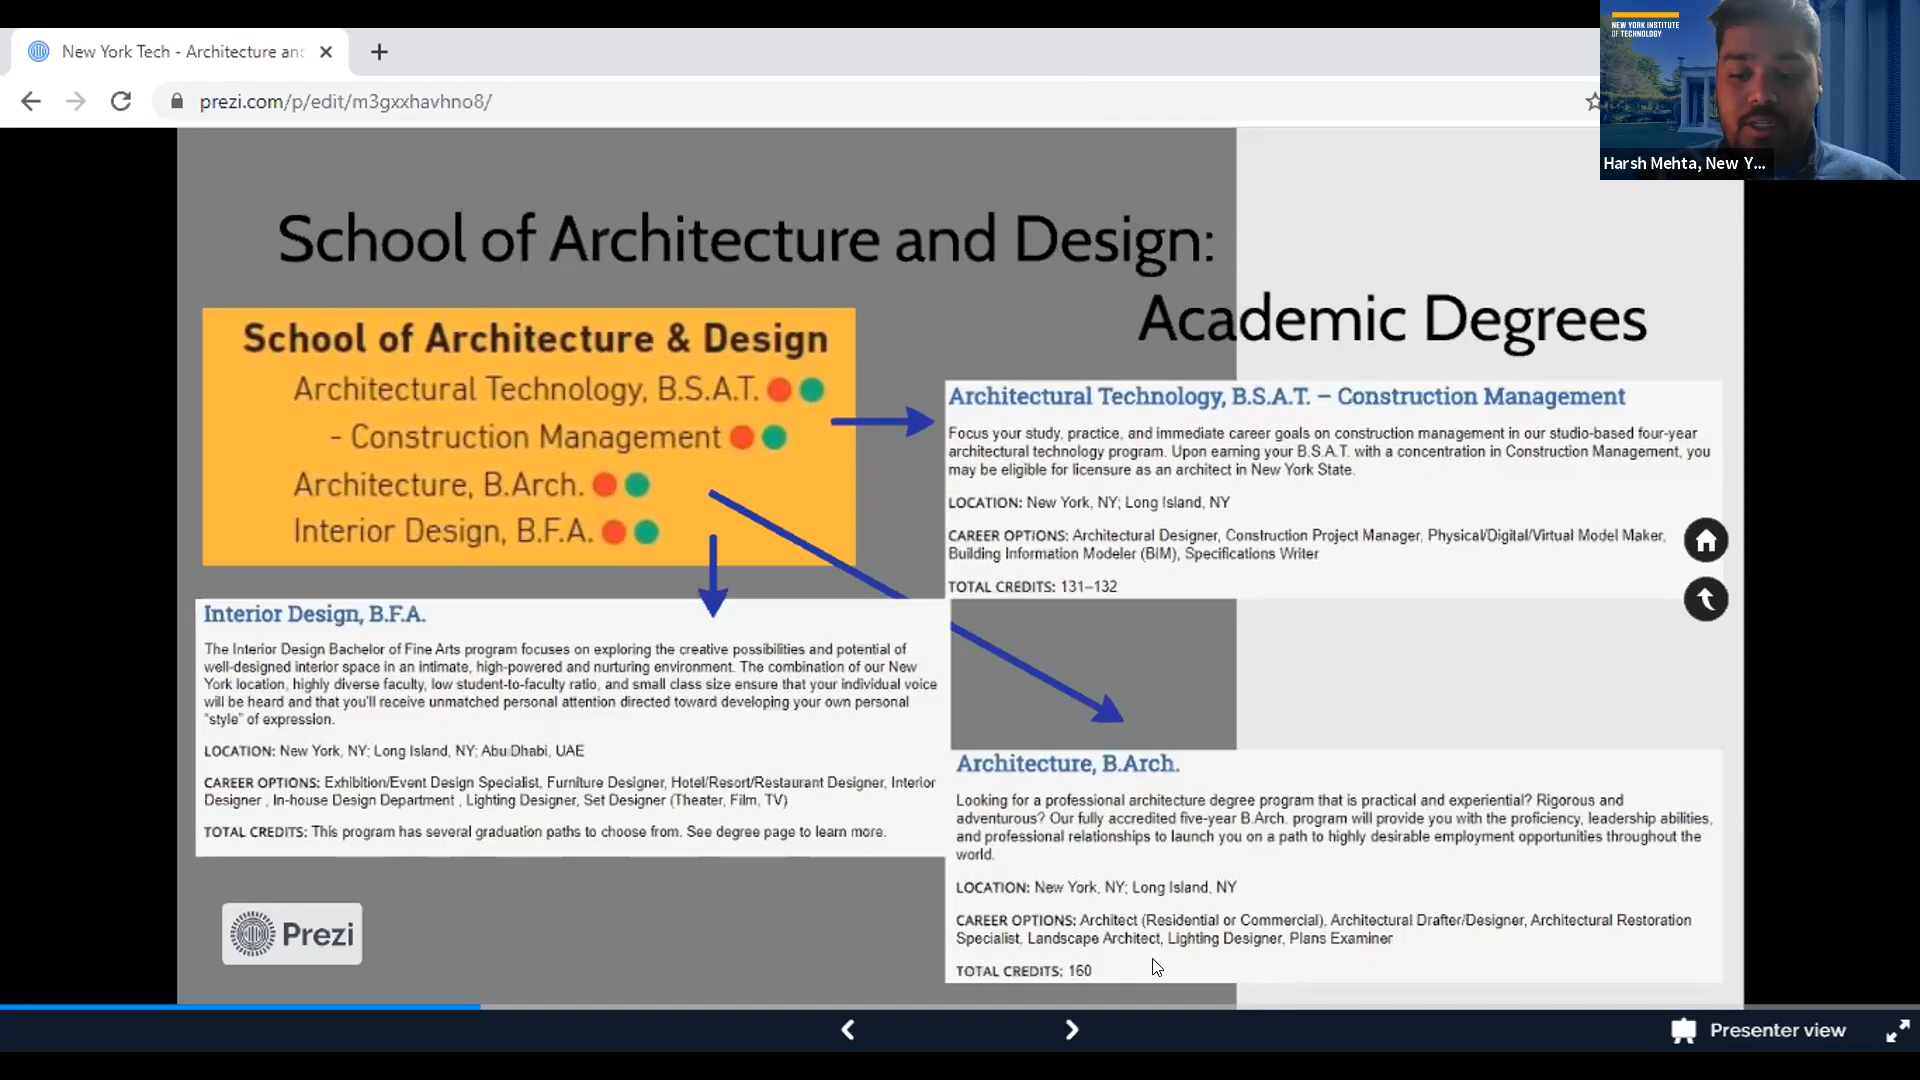 New York Tech - Architecture an
prezi.com/p/edit/m3gxxhavhno8/
NEW YORK INSTITUTE
OF TECHNOLOGY
Harsh Mehta, New Y...
School of Architecture and Design:
Academic Degrees
School of Architecture & Design
Architectural Technology, B.S.A.T.
- Construction Management
Architecture, B.Arch.
Interior Design, B.F.A.
Architectural Technology, B.S.A.T. – Construction Management
Focus your study, practice, and immediate career goals on construction management in our studio-based four-year
architectural technology program. Upon earning your B.S.A.T. with a concentration in Construction Management, you
may be eligible for licensure as an architect in New York State.
LOCATION: New York, NY; Long Island, NY
CAREER OPTIONS: Architectural Designer, Construction Project Manager, Physical/Digital/Virtual Model Maker,
Building Information Modeler (BIM), Specifications Writer
TOTAL CREDITS: 131–132
Interior Design, B.F.A.
The Interior Design Bachelor of Fine Arts program focuses on exploring the creative possibilities and potential of
well-designed interior space in an intimate, high-powered and nurturing environment. The combination of our New
York location, highly diverse faculty, low student-to-faculty ratio, and small class size ensure that your individual voice
will be heard and that you'll receive unmatched personal attention directed toward developing your own personal
"style" of expression.
LOCATION: New York, NY; Long Island, NY; Abu Dhabi, UAE
CAREER OPTIONS: Exhibition/Event Design Specialist, Furniture Designer, Hotel/Resort/Restaurant Designer, Interior
Designer , In-house Design Department , Lighting Designer, Set Designer (Theater, Film, TV)
TOTAL CREDITS: This program has several graduation paths to choose from. See degree page to learn more.
Architecture, B.Arch.
Looking for a professional architecture degree program that is practical and experiential? Rigorous and
adventurous? Our fully accredited five-year B.Arch. program will provide you with the proficiency, leadership abilities,
and professional relationships to launch you on a path to highly desirable employment opportunities throughout the
world.
LOCATION: New York, NY; Long Island, NY
CAREER OPTIONS: Architect (Residential or Commercial), Architectural Drafter/Designer, Architectural Restoration
Specialist, Landscape Architect, Lighting Designer, Plans Examiner
TOTAL CREDITS: 160
Prezi
Presenter view